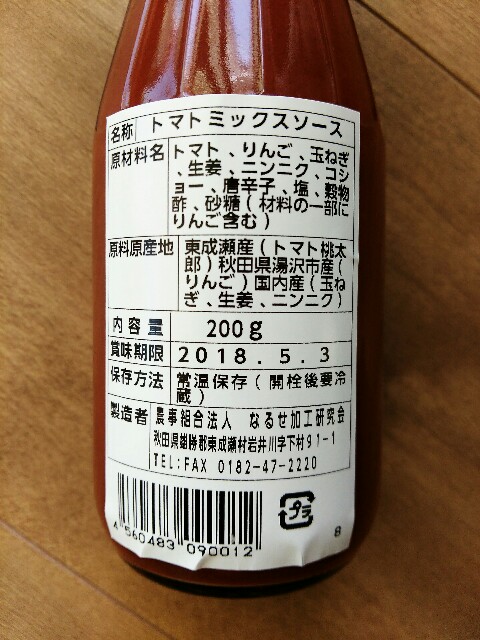 名称 トマトミックスソース
原材料名 トマト、りんご、玉ねぎ
、生姜、ニンニク、コシ
ョー、唐辛子、塩、穀物
酢、砂糖(材料の一部に
りんご含む)
原料原産地 東成瀬産(トマト桃太
郎)秋田県湯沢市産(
りんご)国内産(玉ね
ぎ、生姜、ニンニク)
内容量 200g
賞味期限 2018.5.3
保存方法 常温保存(開栓後要冷
蔵)
製造者 農事組合法人 なるせ加工研究会
秋田県雄勝郡東成瀬村岩井川字下村91-1
TEL:FAX 0182-47-2220
4 560483 090012
プラ
8